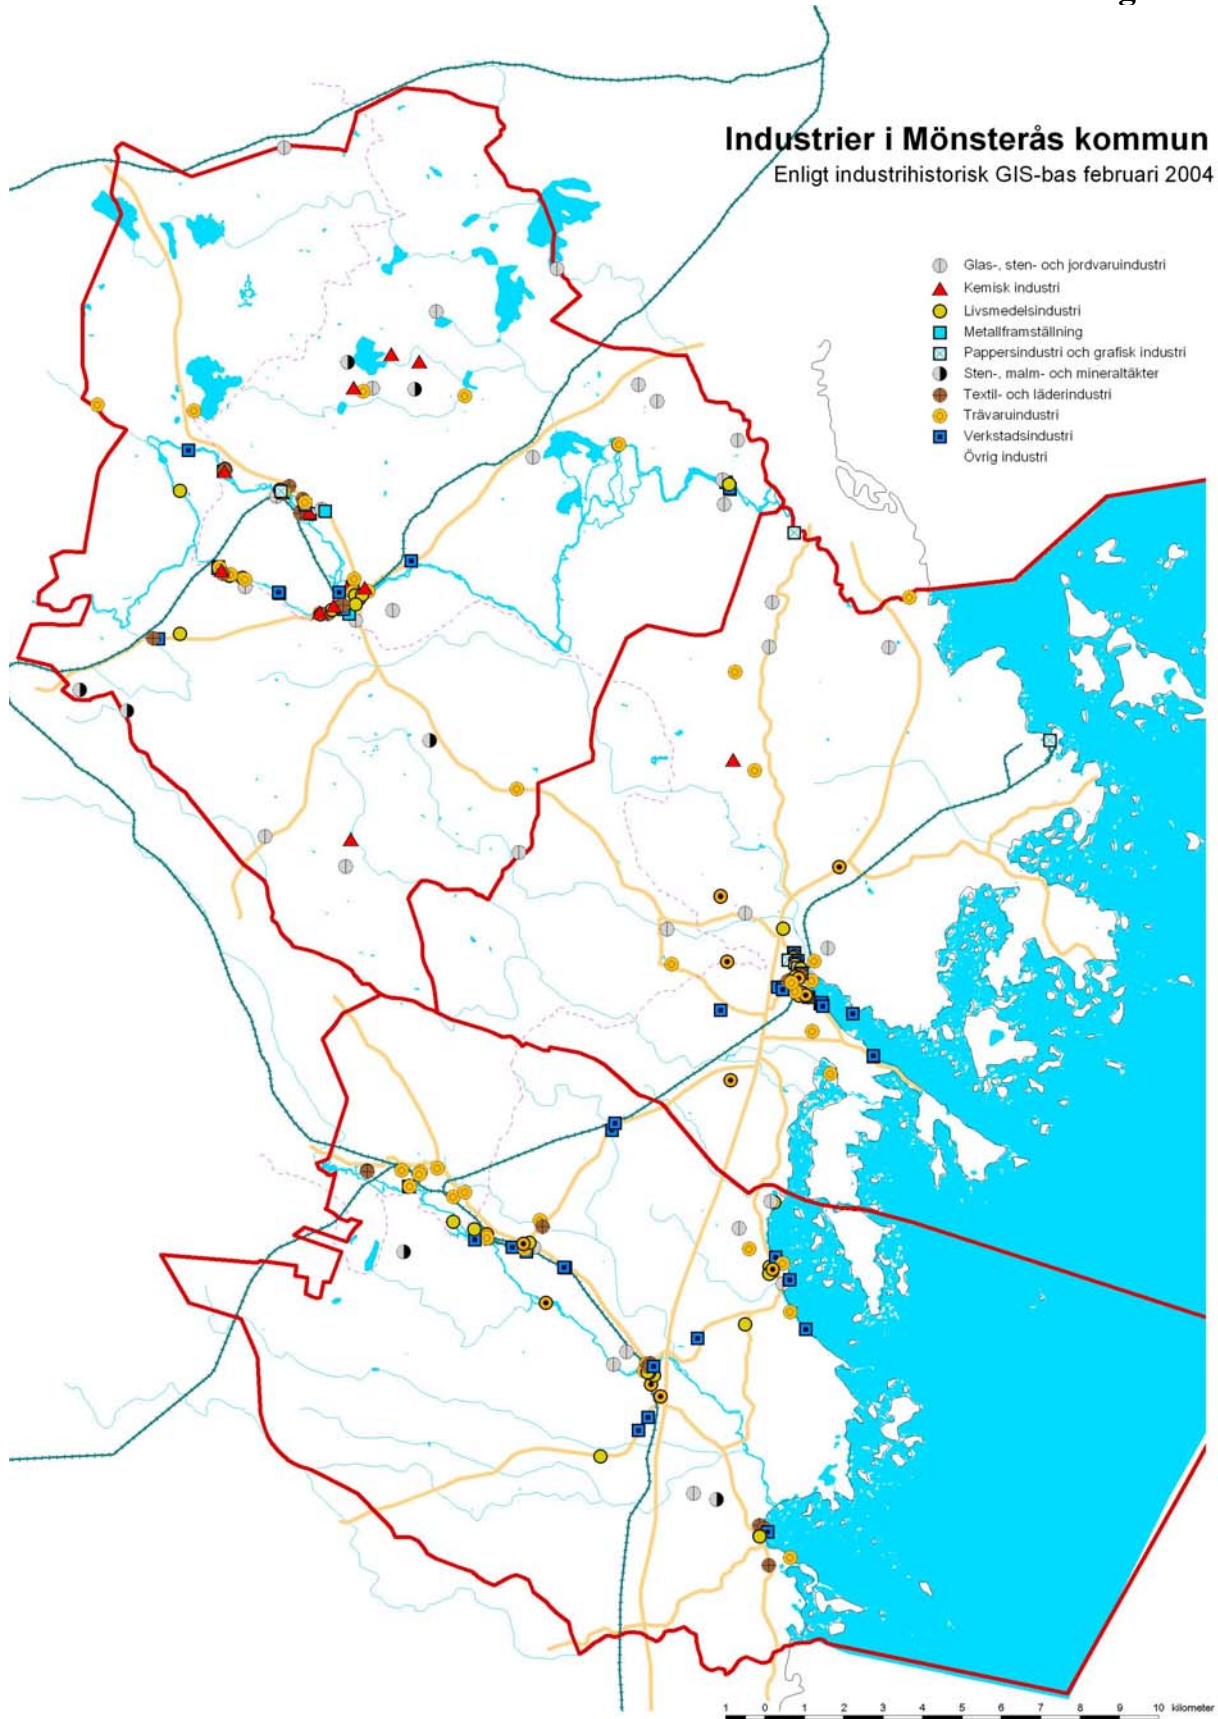 Industrier i Mönsterås kommun
Enligt industrihistorisk GIS-bas februari 2004
Glas-, sten- och jordvaruindustri
Kemisk industri
Livsmedelsindustri
Metallframställning
Pappersindustri och grafisk industri
Sten-, malm- och mineraltäkter
Textil- och läderindustri
Trävaruindustri
Verkstadsindustri
Övrig industri
1 0 1 2 3 4 5 6 7 8 9 10 kilometer